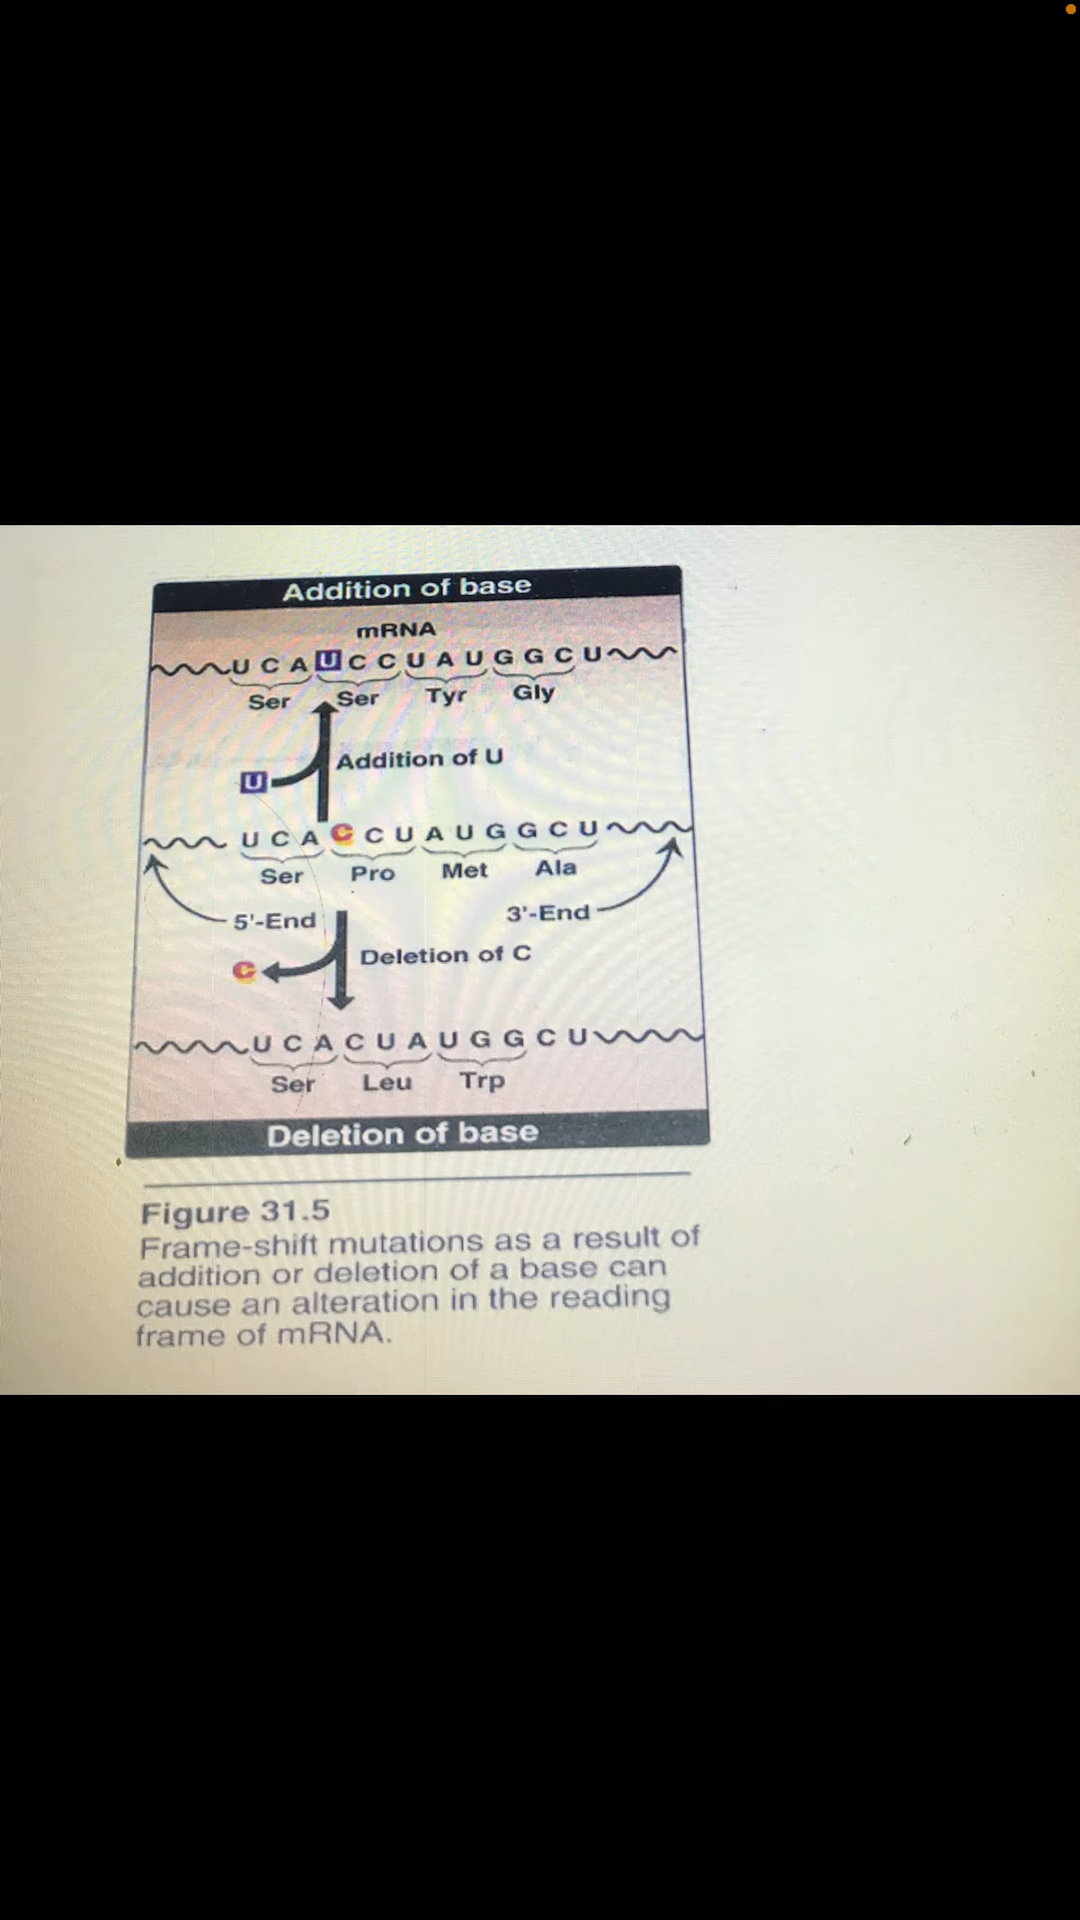 Addition of base
mRNA
U C A U C C U A U G G C U
Ser Ser Tyr Gly
Addition of U
U
U C A C C U A U G G C U
Ser Pro Met Ala
5'-End 3'-End
Deletion of C
C
U C A C U A U G G C U
Ser Leu Trp
Deletion of base
Figure 31.5
Frame-shift mutations as a result of
addition or deletion of a base can
cause an alteration in the reading
frame of mRNA.